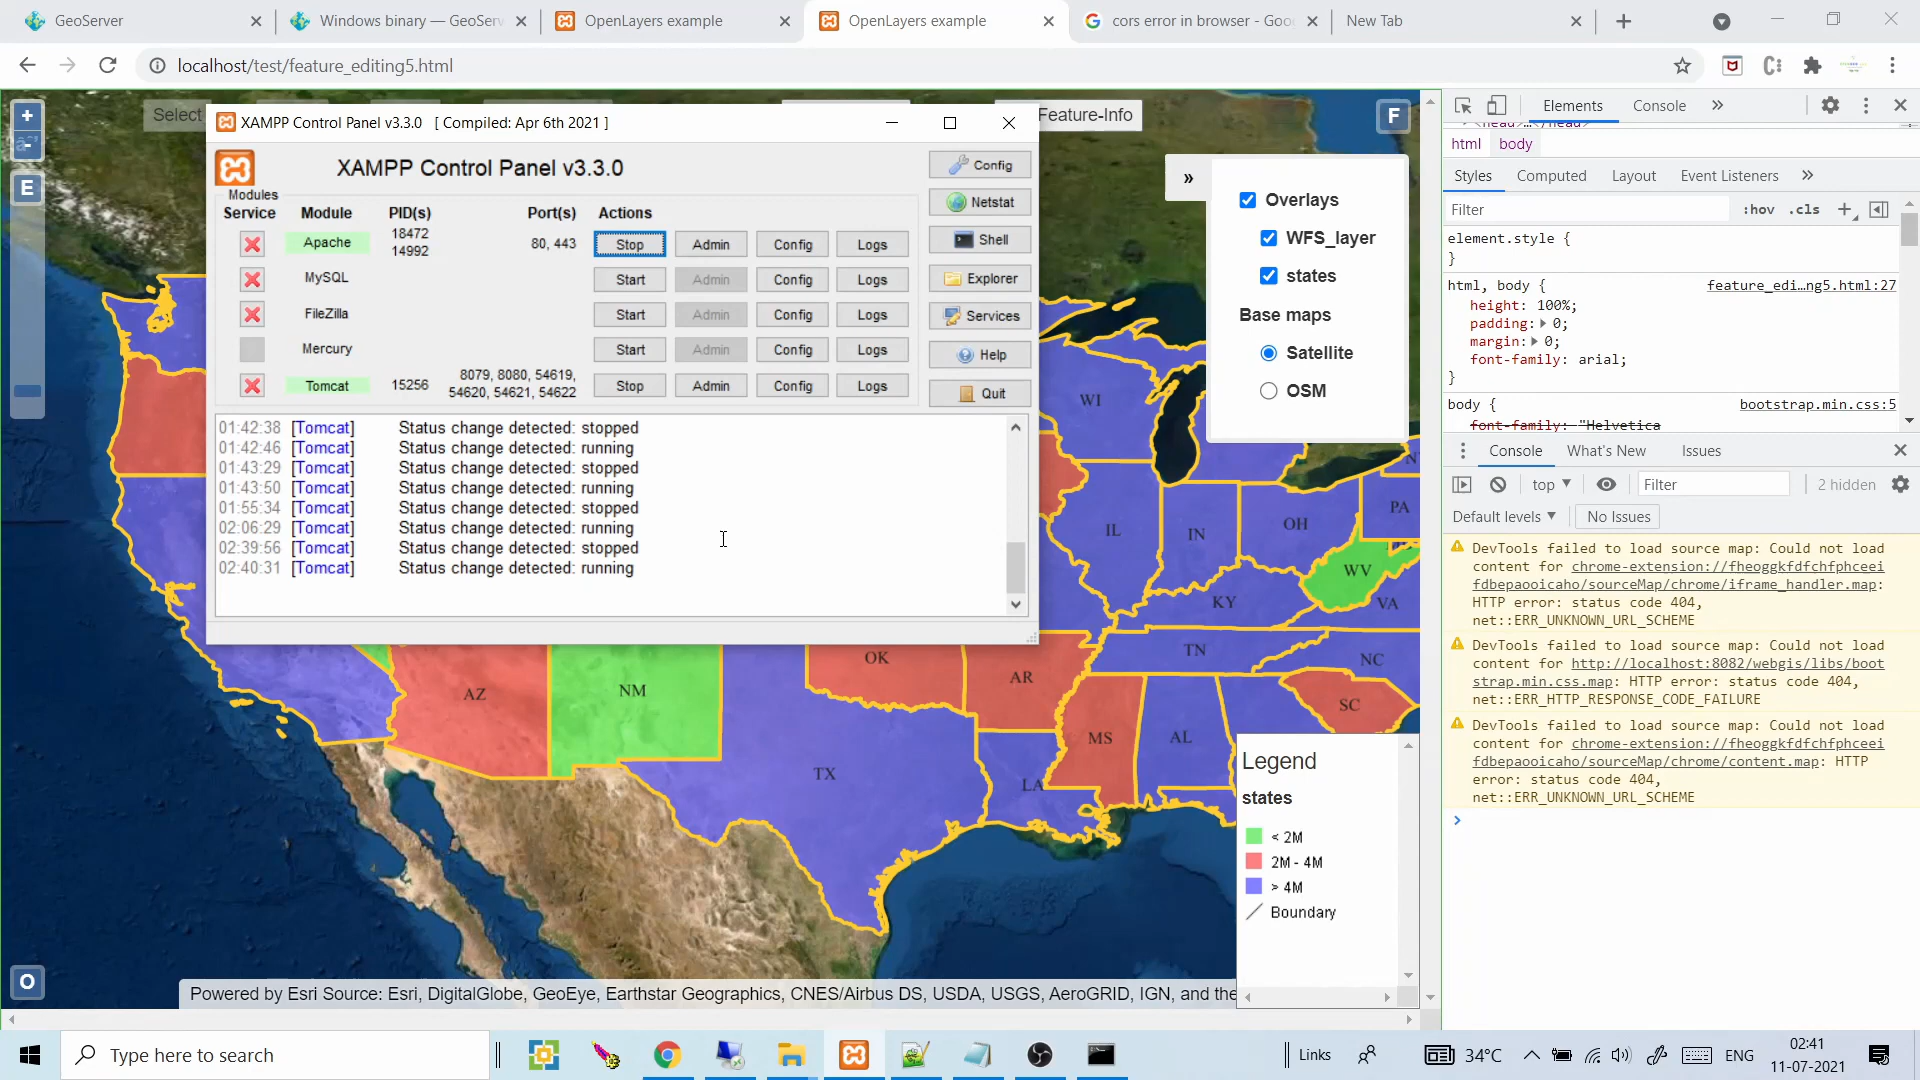 GeoServer
Windows binary — GeoServ
OpenLayers example
OpenLayers example
cors error in browser - Goo
New Tab
localhost/test/feature_editing5.html
Select
Feature-Info
F
+
-
E
XAMPP Control Panel v3.3.0 [ Compiled: Apr 6th 2021 ]
XAMPP Control Panel v3.3.0
Config
Modules
Service Module PID(s) Port(s) Actions
Netstat
Apache 18472 14992 80, 443 Stop Admin Config Logs
Shell
MySQL Start Admin Config Logs
Explorer
FileZilla Start Admin Config Logs
Services
Mercury Start Admin Config Logs
Help
Tomcat 15256 8079, 8080, 54619, 54620, 54621, 54622 Stop Admin Config Logs
Quit
01:42:38 [Tomcat] Status change detected: stopped
01:42:46 [Tomcat] Status change detected: running
01:43:29 [Tomcat] Status change detected: stopped
01:43:50 [Tomcat] Status change detected: running
01:55:34 [Tomcat] Status change detected: stopped
02:06:29 [Tomcat] Status change detected: running
02:39:56 [Tomcat] Status change detected: stopped
02:40:31 [Tomcat] Status change detected: running
»
Overlays
WFS_layer
states
Base maps
Satellite
OSM
WI
IL
IN
OH
PA
WV
VA
KY
TN
NC
OK
AR
SC
AZ
NM
MS
AL
TX
LA
Legend
states
< 2M
2M - 4M
> 4M
Boundary
O
Powered by Esri Source: Esri, DigitalGlobe, GeoEye, Earthstar Geographics, CNES/Airbus DS, USDA, USGS, AeroGRID, IGN, and the
Elements Console »
html body
Styles Computed Layout Event Listeners »
Filter :hov .cls +
element.style {
}
html, body { feature_edi…ng5.html:27
height: 100%;
padding: 0;
margin: 0;
font-family: arial;
}
body { bootstrap.min.css:5
font-family: "Helvetica
Console What's New Issues
top Filter 2 hidden
Default levels No Issues
DevTools failed to load source map: Could not load
content for chrome-extension://fheoggkfdfchfphceei
fdbepaooicaho/sourceMap/chrome/iframe_handler.map:
HTTP error: status code 404,
net::ERR_UNKNOWN_URL_SCHEME
DevTools failed to load source map: Could not load
content for http://localhost:8082/webgis/libs/boot
strap.min.css.map: HTTP error: status code 404,
net::ERR_HTTP_RESPONSE_CODE_FAILURE
DevTools failed to load source map: Could not load
content for chrome-extension://fheoggkfdfchfphceei
fdbepaooicaho/sourceMap/chrome/content.map: HTTP
error: status code 404,
net::ERR_UNKNOWN_URL_SCHEME
Type here to search
Links
34°C
ENG
02:41
11-07-2021